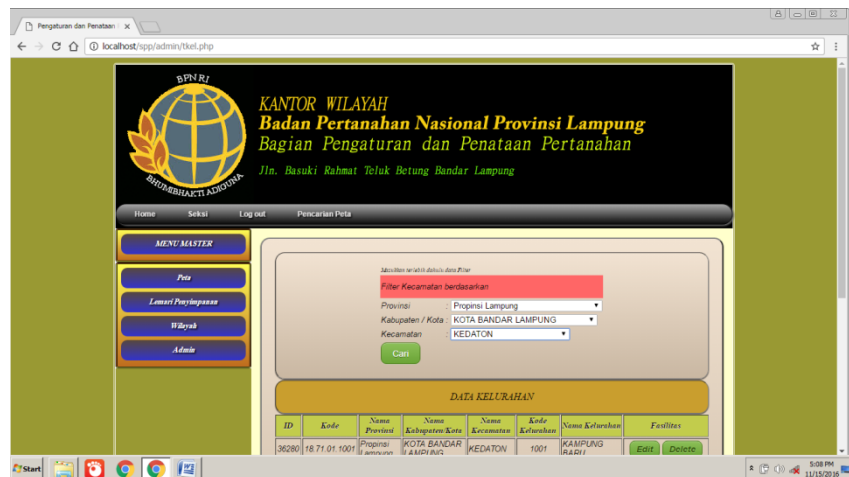 Pengaturan dan Penataan
localhost/spp/admin/tkel.php
BPN RI
BHUMIBHAKTI ADIGUNA
KANTOR WILAYAH
Badan Pertanahan Nasional Provinsi Lampung
Bagian Pengaturan dan Penataan Pertanahan
Jln. Basuki Rahmat Teluk Betung Bandar Lampung
Home Seksi Log out Pencarian Peta
MENU MASTER
Peta
Lemari Penyimpanan
Wilayah
Admin
terlebih dahulu data Filter
Filter Kecamatan berdasarkan
Provinsi : Propinsi Lampung
Kabupaten / Kota : KOTA BANDAR LAMPUNG
Kecamatan : KEDATON
Cari
DATA KELURAHAN
ID Kode Nama Provinsi Nama Kabupaten/Kota Nama Kecamatan Kode Kelurahan Nama Kelurahan Fasilitas
36280 18.71.01.1001 Propinsi Lampung KOTA BANDAR LAMPUNG KEDATON 1001 KAMPUNG BARU Edit Delete
Start
5:08 PM
11/15/2016